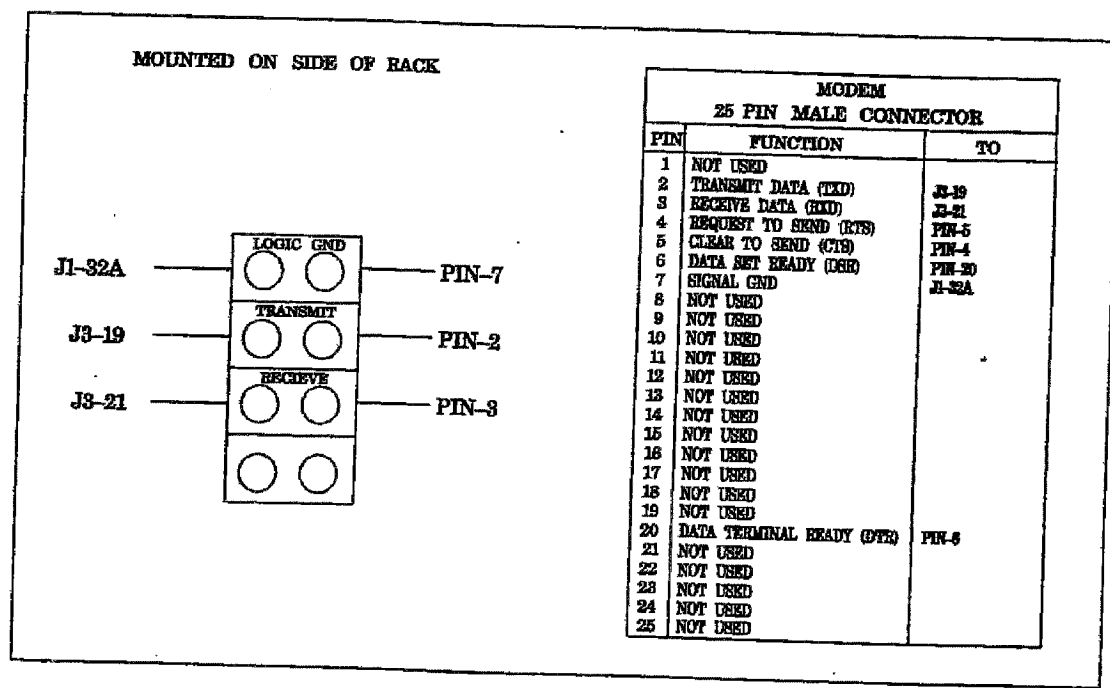 MOUNTED ON SIDE OF RACK
J1-32A LOGIC GND PIN-7
J3-19 TRANSMIT PIN-2
J3-21 RECIEVE PIN-3
MODEM
25 PIN MALE CONNECTOR
PIN FUNCTION TO
1 NOT USED
2 TRANSMIT DATA (TXD) J3-19
3 RECEIVE DATA (RXD) J3-21
4 REQUEST TO SEND (RTS) PIN-5
5 CLEAR TO SEND (CTS) PIN-4
6 DATA SET READY (DSR) PIN-20
7 SIGNAL GND J1-32A
8 NOT USED
9 NOT USED
10 NOT USED
11 NOT USED
12 NOT USED
13 NOT USED
14 NOT USED
15 NOT USED
16 NOT USED
17 NOT USED
18 NOT USED
19 NOT USED
20 DATA TERMINAL READY (DTR) PIN-6
21 NOT USED
22 NOT USED
23 NOT USED
24 NOT USED
25 NOT USED